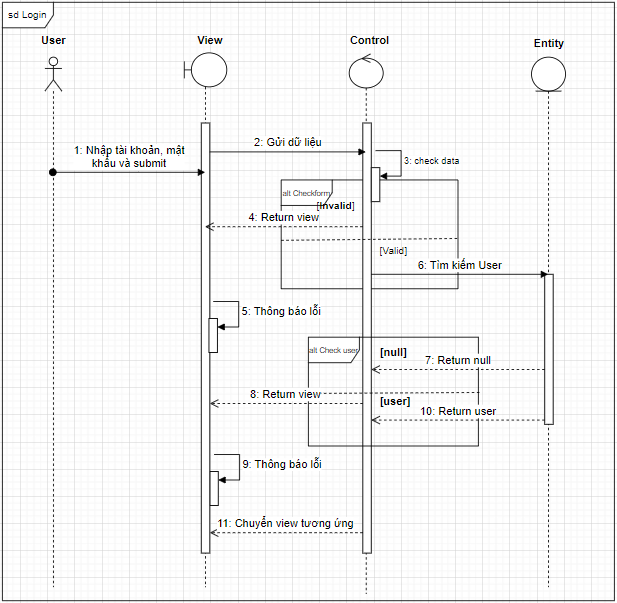 sd Login
User
View
Control
Entity
1: Nhập tài khoản, mật
khẩu và submit
2: Gửi dữ liệu
3: check data
alt Checkform
[Invalid]
4: Return view
[Valid]
6: Tìm kiếm User
5: Thông báo lỗi
alt Check user
[null]
7: Return null
8: Return view
[user]
10: Return user
9: Thông báo lỗi
11: Chuyển view tương ứng